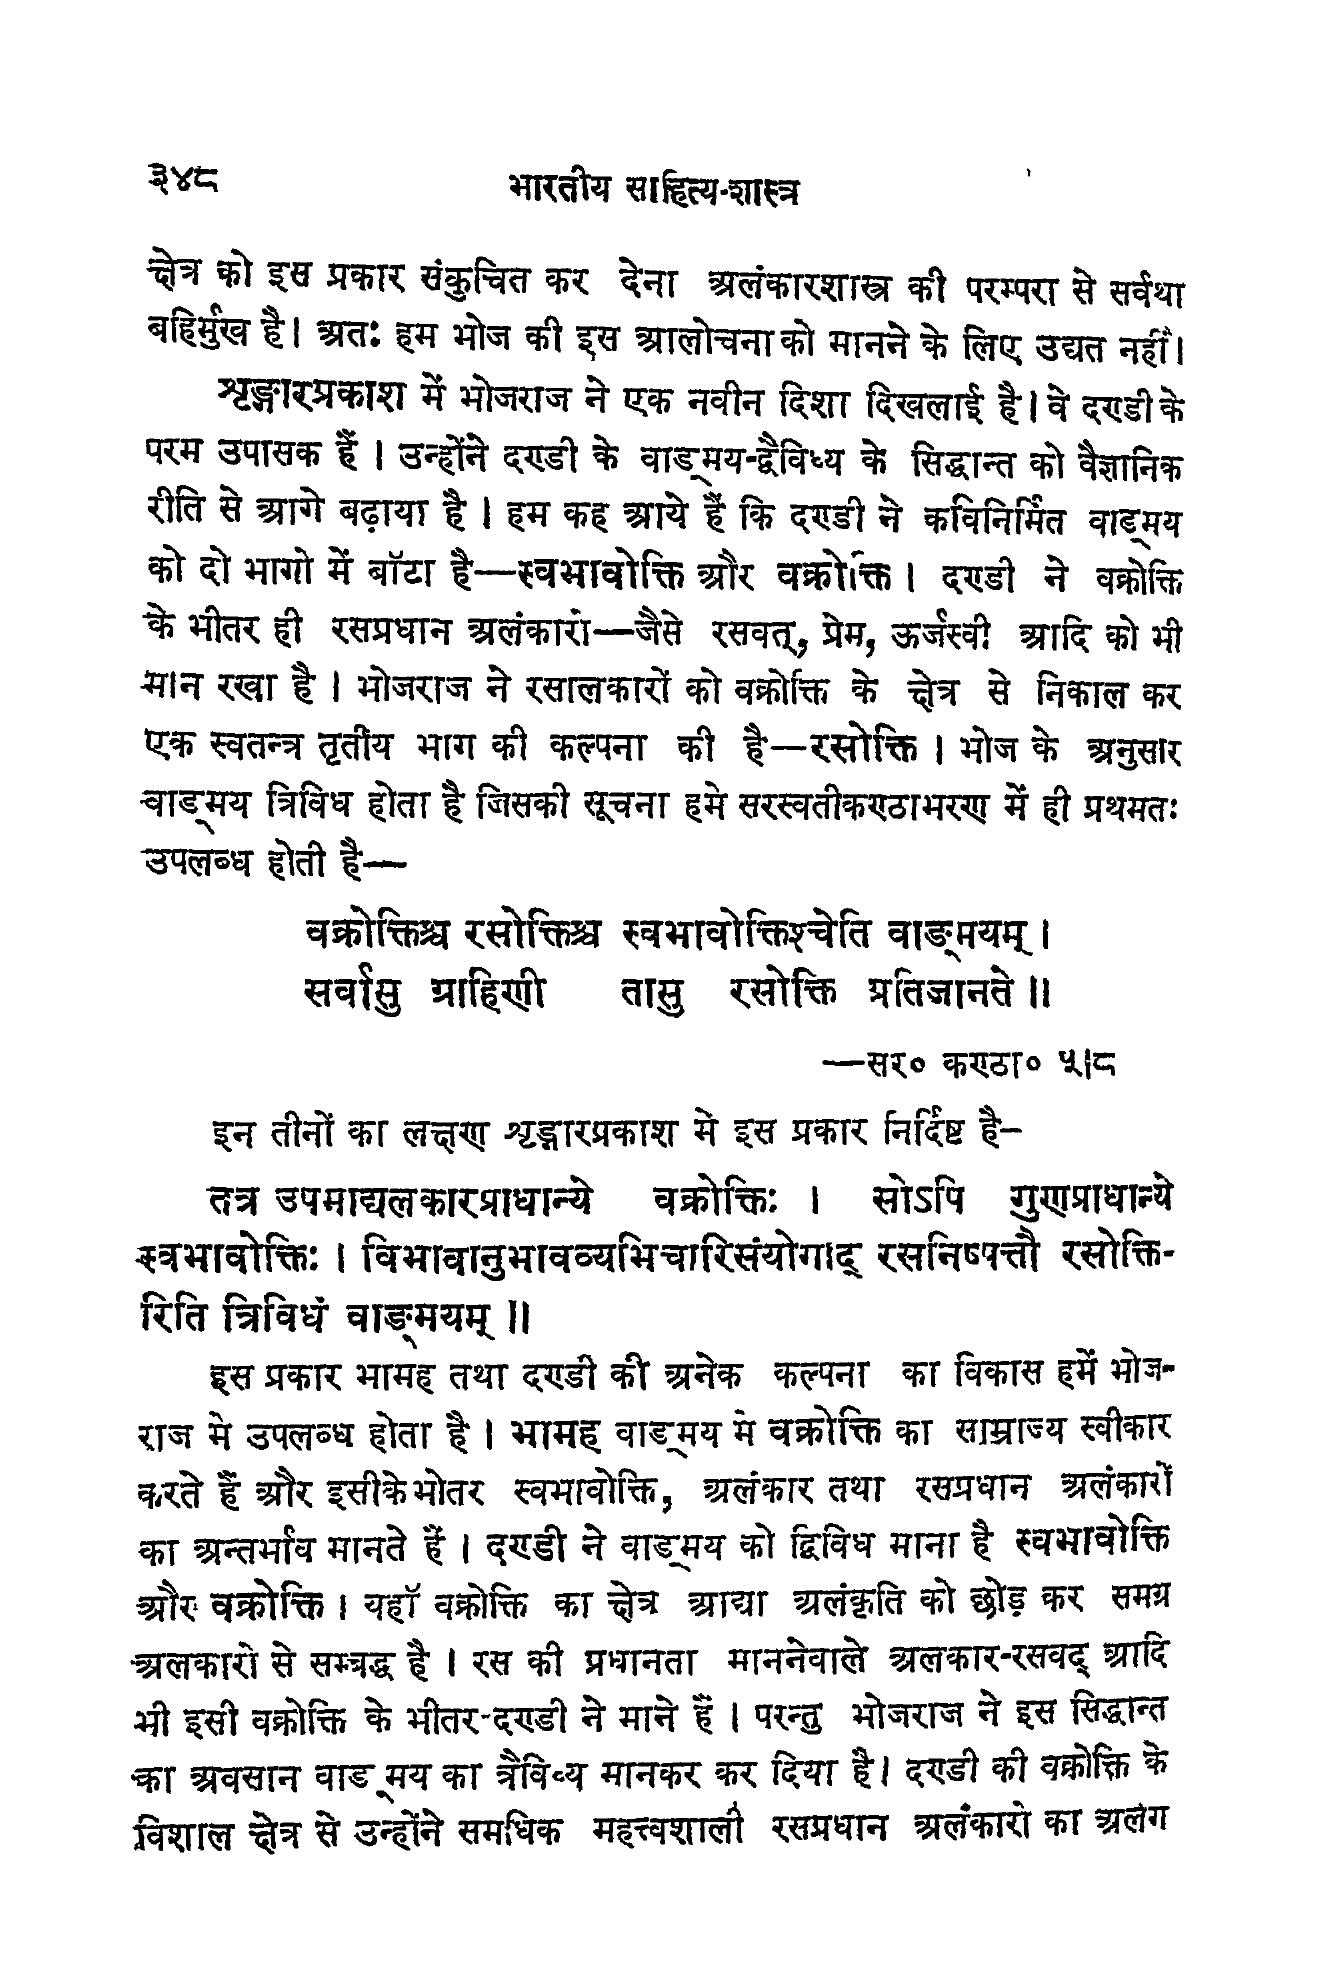 ३४८
भारतीय साहित्य-शास्त्र
क्षेत्र को इस प्रकार संकुचित कर देना अलंकारशास्त्र की परम्परा से सर्वथा
बहिर्मुख है। अतः हम भोज की इस आलोचना को मानने के लिए उद्यत नहीं।
शृङ्गारप्रकाश में भोजराज ने एक नवीन दिशा दिखलाई है। वे दण्डी के
परम उपासक हैं। उन्होंने दण्डी के वाङ्मय-द्वैविध्य के सिद्धान्त को वैज्ञानिक
रीति से आगे बढ़ाया है। हम कह आये हैं कि दण्डी ने कविनिर्मित वाङ्मय
को दो भागो में बॉटा है—स्वभावोक्ति और वक्रोक्ति। दण्डी ने वक्रोक्ति
के भीतर ही रसप्रधान अलंकारो—जैसे रसवत्, प्रेम, ऊर्जस्वी आदि को भी
मान रखा है। भोजराज ने रसालकारों को वक्रोक्ति के क्षेत्र से निकाल कर
एक स्वतन्त्र तृतीय भाग की कल्पना की है—रसोक्ति। भोज के अनुसार
वाङ्मय त्रिविध होता है जिसकी सूचना हमे सरस्वतीकण्ठाभरण में ही प्रथमतः
उपलब्ध होती है—
वक्रोक्तिश्च रसोक्तिश्च स्वभावोक्तिश्चेति वाङ्मयम्।
सर्वासु ग्राहिणी तासु रसोक्ति प्रतिजानते॥
—सर० कण्ठा० ५।८
इन तीनों का लक्षण शृङ्गारप्रकाश में इस प्रकार निर्दिष्ट है–
तत्र उपमाद्यलकारप्राधान्ये वक्रोक्तिः। सोऽपि गुणप्राधान्ये
स्वभावोक्तिः। विभावानुभावव्यभिचारिसंयोगाद् रसनिष्पत्तौ रसोक्ति-
रिति त्रिविधं वाङ्मयम्॥
इस प्रकार भामह तथा दण्डी की अनेक कल्पना का विकास हमें भोज-
राज मे उपलब्ध होता है। भामह वाङ्मय मे वक्रोक्ति का साम्राज्य स्वीकार
करते हैं और इसीके भीतर स्वभावोक्ति, अलंकार तथा रसप्रधान अलंकारों
का अन्तर्भाव मानते हैं। दण्डी ने वाङ्मय को द्विविध माना है स्वभावोक्ति
और वक्रोक्ति। यहॉ वक्रोक्ति का क्षेत्र आद्या अलंकृति को छोड़ कर समग्र
अलकारो से सम्बद्ध है। रस की प्रधानता माननेवाले अलकार-रसवद् आदि
भी इसी वक्रोक्ति के भीतर-दण्डी ने माने हैं। परन्तु भोजराज ने इस सिद्धान्त
का अवसान वाङ्मय का त्रैविध्य मानकर कर दिया है। दण्डी की वक्रोक्ति के
विशाल क्षेत्र से उन्होंने समधिक महत्त्वशाली रसप्रधान अलंकारो का अलग